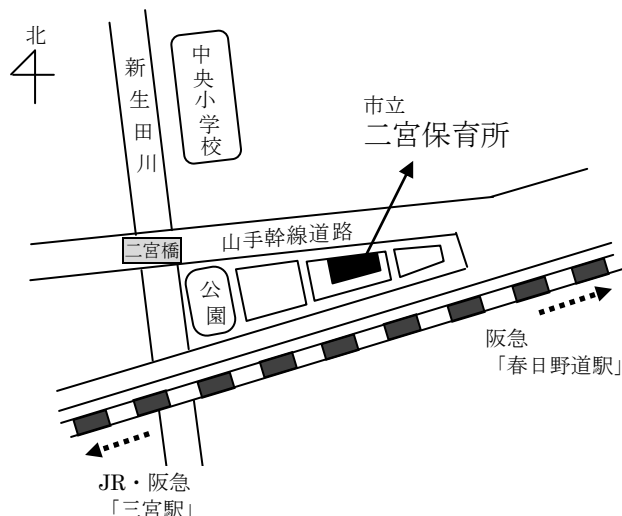 北
新生田川
中央小学校
市立
二宮保育所
山手幹線道路
二宮橋
公園
阪急
「春日野道駅」
JR・阪急
「三宮駅」